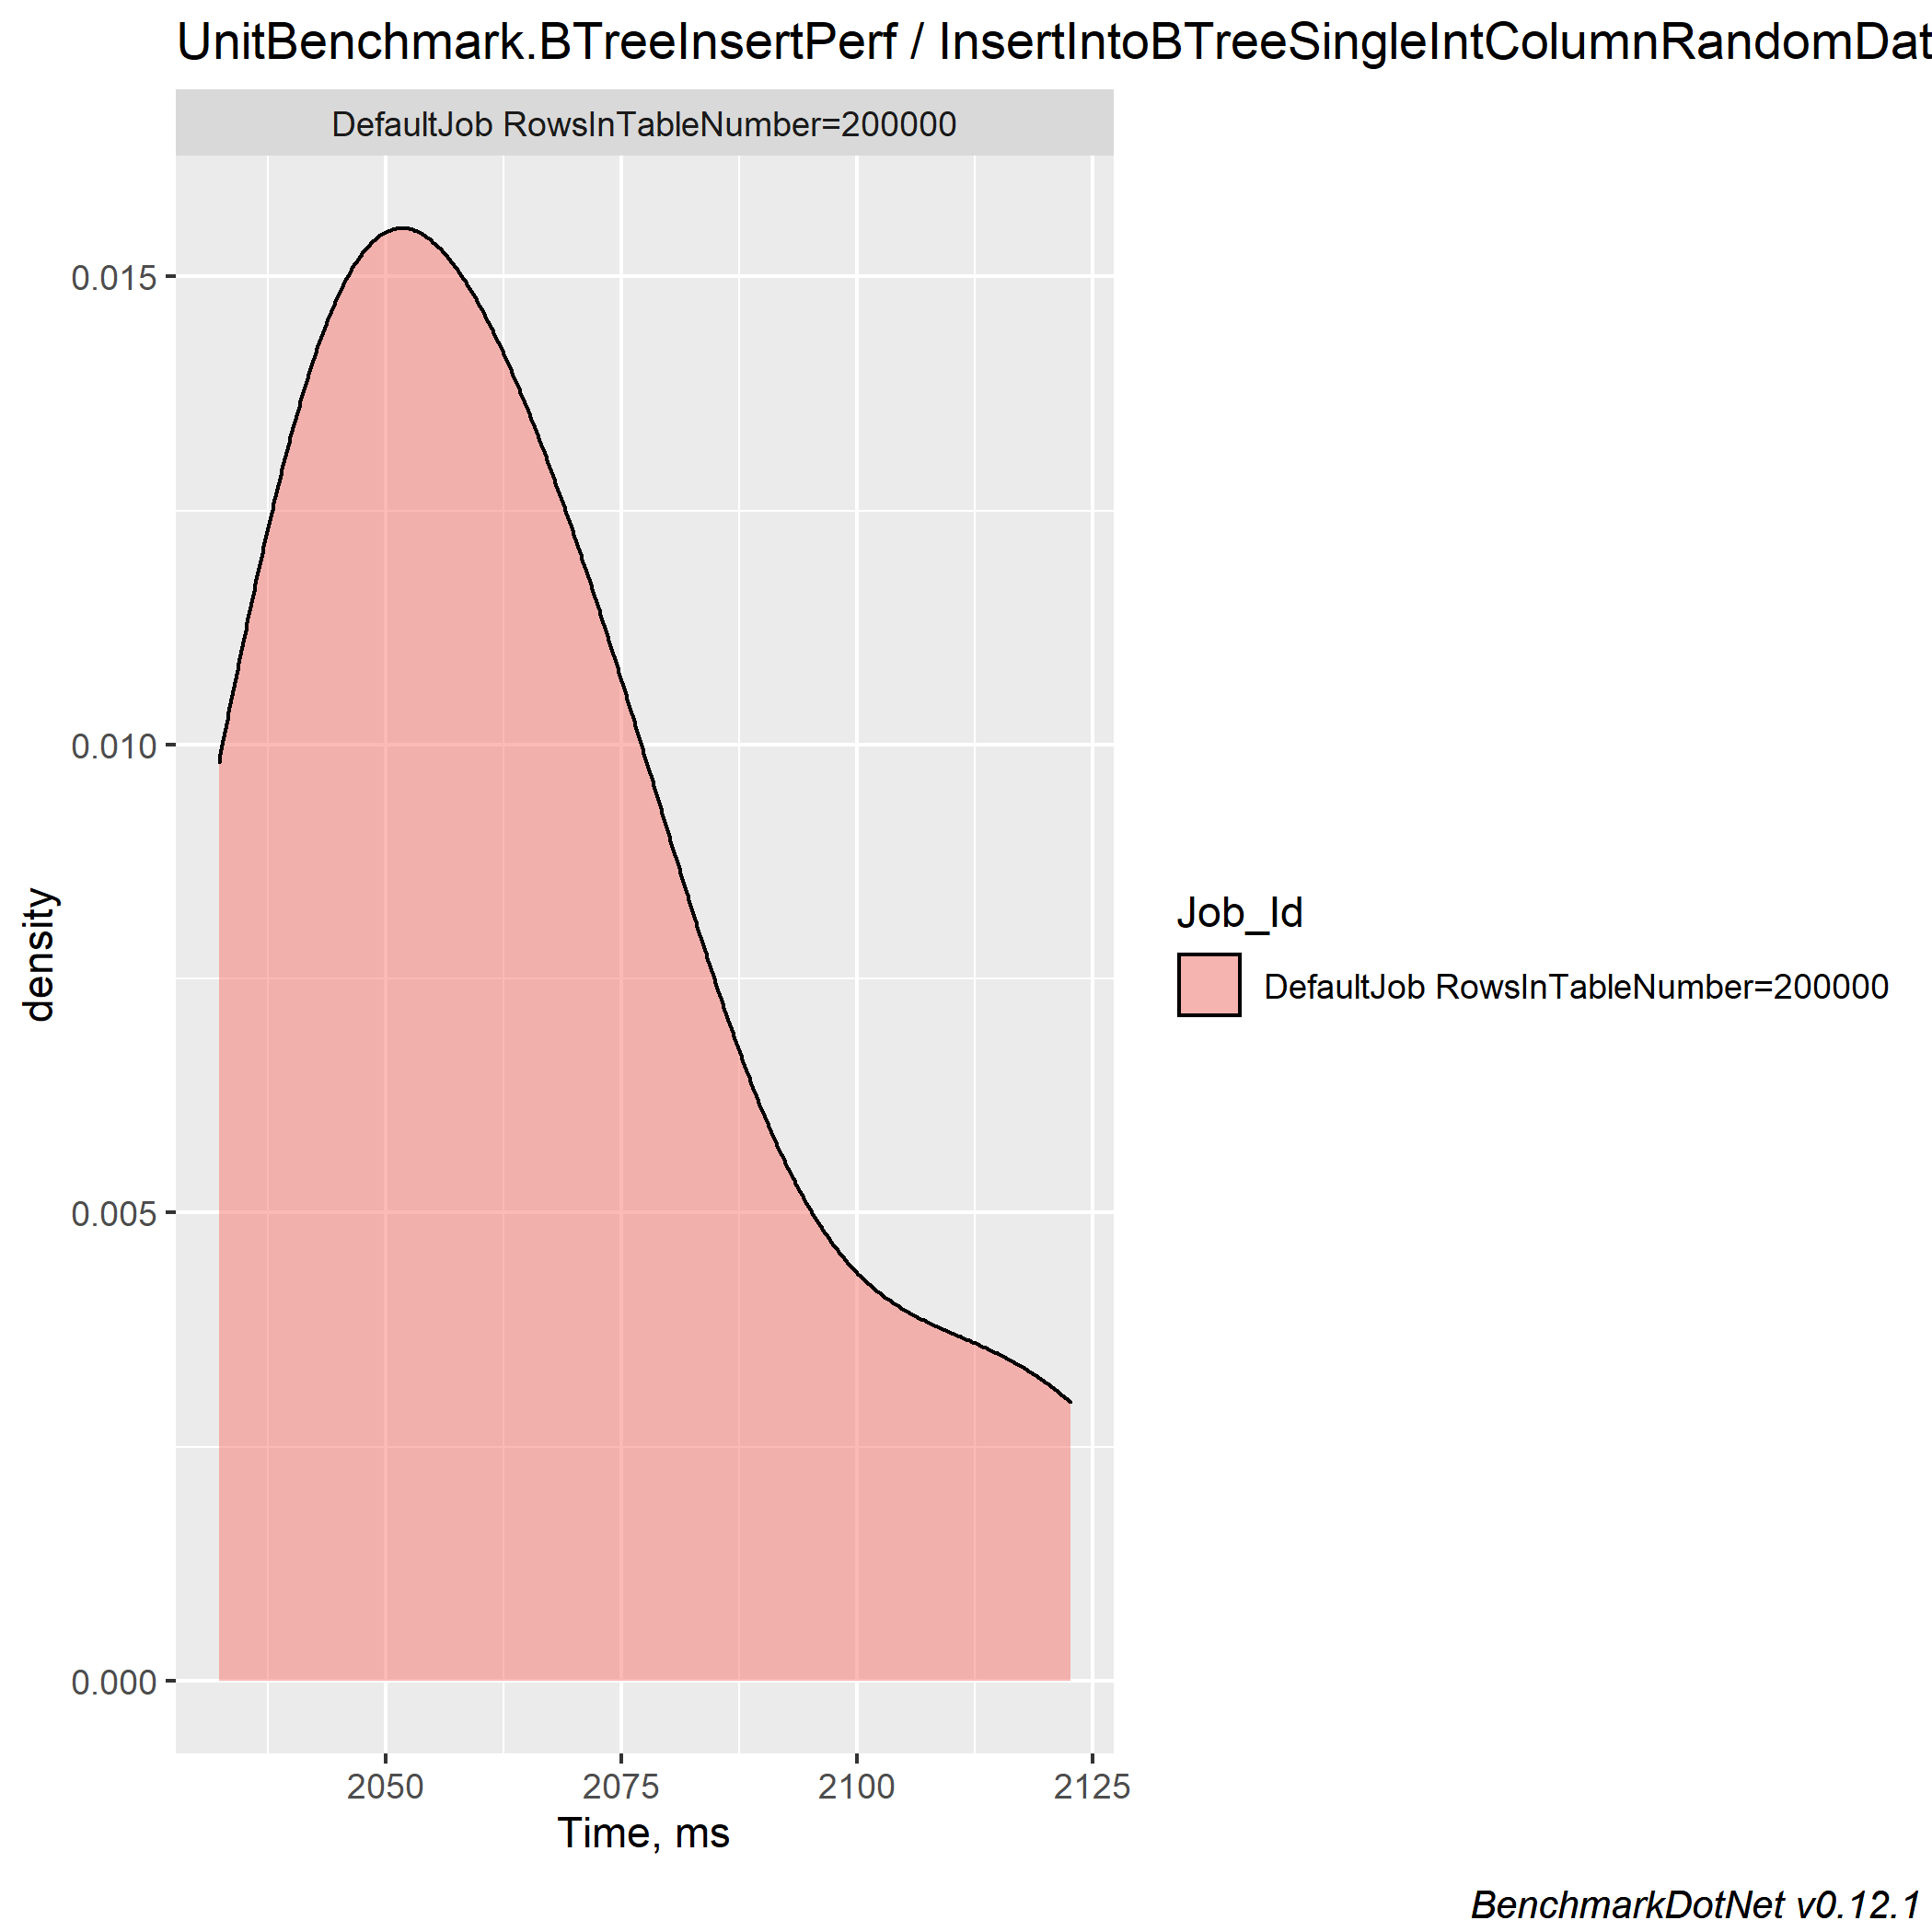 UnitBenchmark.BTreeInsertPerf / InsertIntoBTreeSingleIntColumnRandomDat
DefaultJob RowsInTableNumber=200000
0.015
0.010
0.005
0.000
density
2050 2075 2100 2125
Time, ms
Job_Id
DefaultJob RowsInTableNumber=200000
BenchmarkDotNet v0.12.1